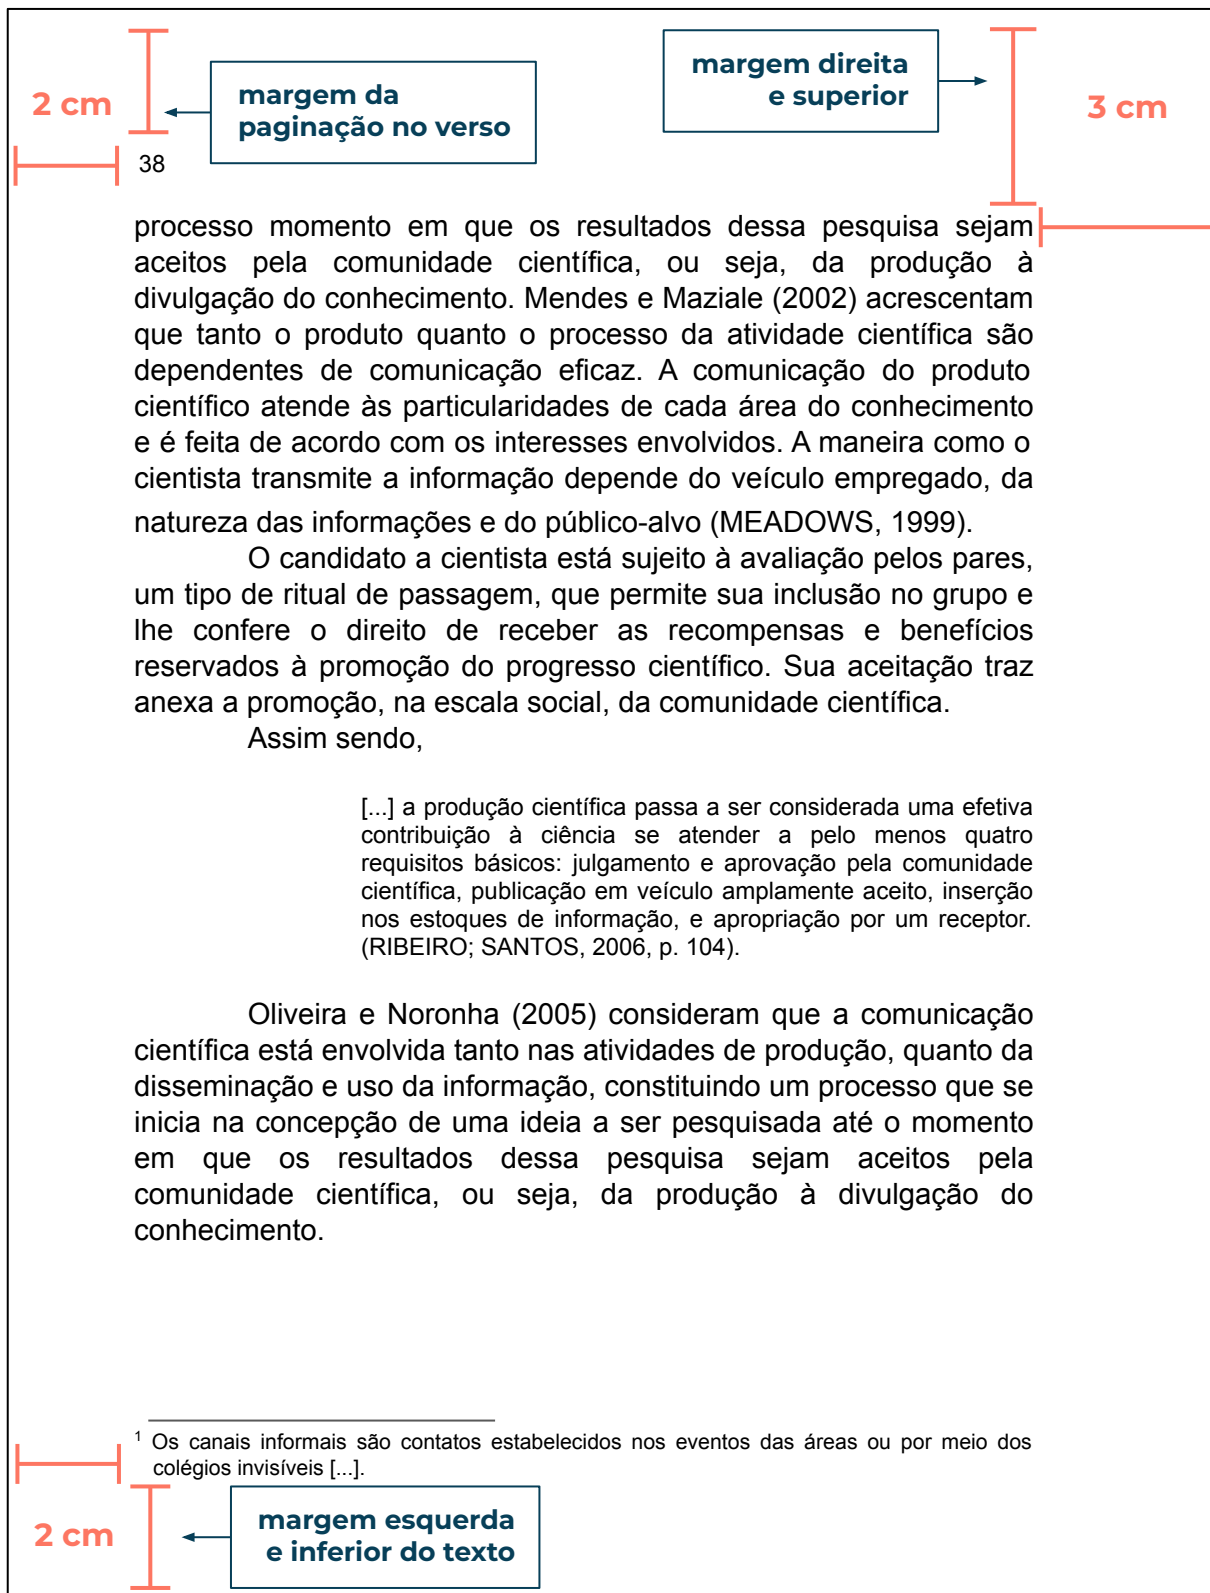 2 cm
margem da
paginação no verso
margem direita
e superior
3 cm
38
processo momento em que os resultados dessa pesquisa sejam
aceitos pela comunidade científica, ou seja, da produção à
divulgação do conhecimento. Mendes e Maziale (2002) acrescentam
que tanto o produto quanto o processo da atividade científica são
dependentes de comunicação eficaz. A comunicação do produto
científico atende às particularidades de cada área do conhecimento
e é feita de acordo com os interesses envolvidos. A maneira como o
cientista transmite a informação depende do veículo empregado, da
natureza das informações e do público-alvo (MEADOWS, 1999).
O candidato a cientista está sujeito à avaliação pelos pares,
um tipo de ritual de passagem, que permite sua inclusão no grupo e
lhe confere o direito de receber as recompensas e benefícios
reservados à promoção do progresso científico. Sua aceitação traz
anexa a promoção, na escala social, da comunidade científica.
Assim sendo,
[...] a produção científica passa a ser considerada uma efetiva
contribuição à ciência se atender a pelo menos quatro
requisitos básicos: julgamento e aprovação pela comunidade
científica, publicação em veículo amplamente aceito, inserção
nos estoques de informação, e apropriação por um receptor.
(RIBEIRO; SANTOS, 2006, p. 104).
Oliveira e Noronha (2005) consideram que a comunicação
científica está envolvida tanto nas atividades de produção, quanto da
disseminação e uso da informação, constituindo um processo que se
inicia na concepção de uma ideia a ser pesquisada até o momento
em que os resultados dessa pesquisa sejam aceitos pela
comunidade científica, ou seja, da produção à divulgação do
conhecimento.
1 Os canais informais são contatos estabelecidos nos eventos das áreas ou por meio dos
colégios invisíveis [...].
2 cm
margem esquerda
e inferior do texto